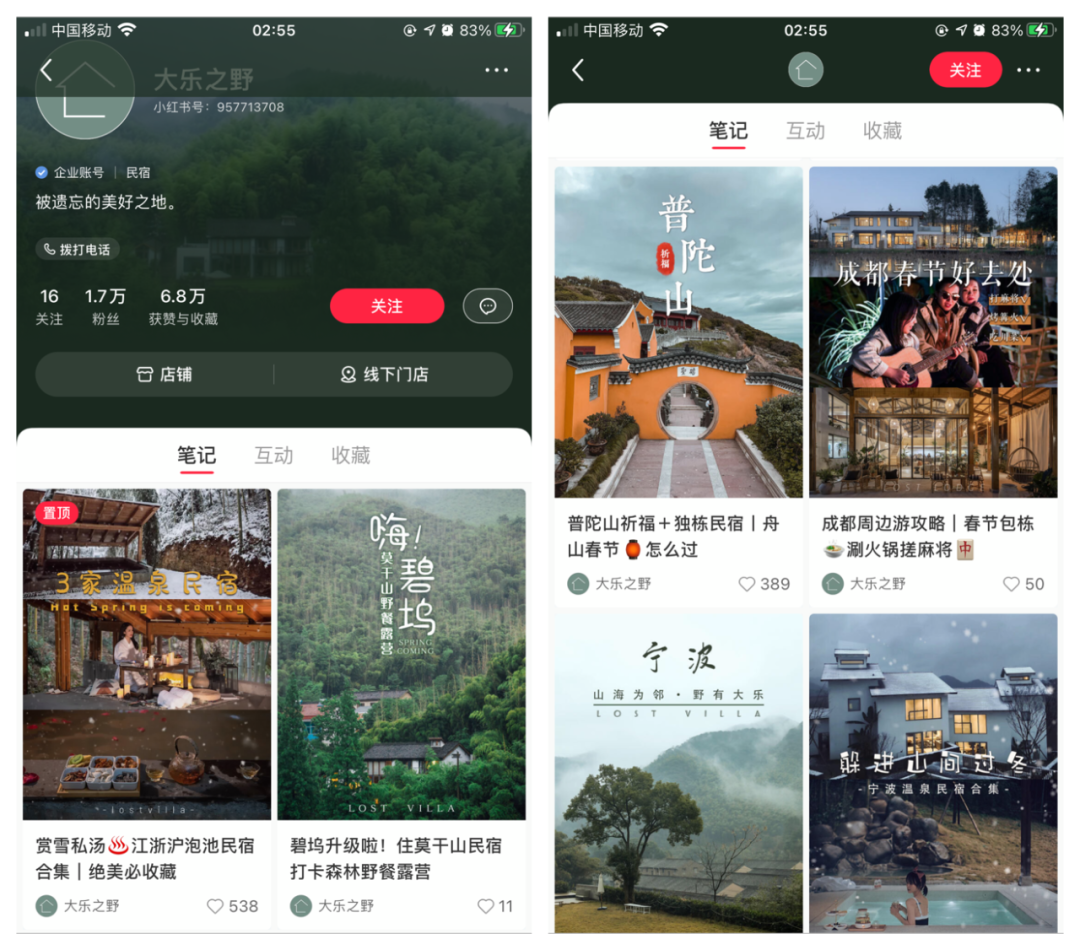 中国移动
02:55
83%
大乐之野
小红书号：957713708
企业账号｜民宿
被遗忘的美好之地。
拨打电话
16 1.7万 6.8万
关注 粉丝 获赞与收藏
关注
店铺 线下门店
笔记 互动 收藏
置顶
3家温泉民宿
Hot Spring is coming
-lostvilla-
赏雪私汤♨️江浙沪泡池民宿
合集｜绝美必收藏
大乐之野 538
嗨！碧坞
莫干山野餐露营
SPRING
COMING
LOST VILLA
碧坞升级啦！住莫干山民宿
打卡森林野餐露营
大乐之野 11
中国移动
02:55
83%
关注
笔记 互动 收藏
普陀山
祈福
普陀山祈福＋独栋民宿｜舟
山春节🏮怎么过
大乐之野 389
成都春节好去处
打麻将\
烤篝火\
成都周边游攻略｜春节包栋
🍲涮火锅搓麻将🀄
大乐之野 50
宁波
山海为邻·野有大乐
LOST VILLA
躲进山间过冬
-宁波温泉民宿合集-